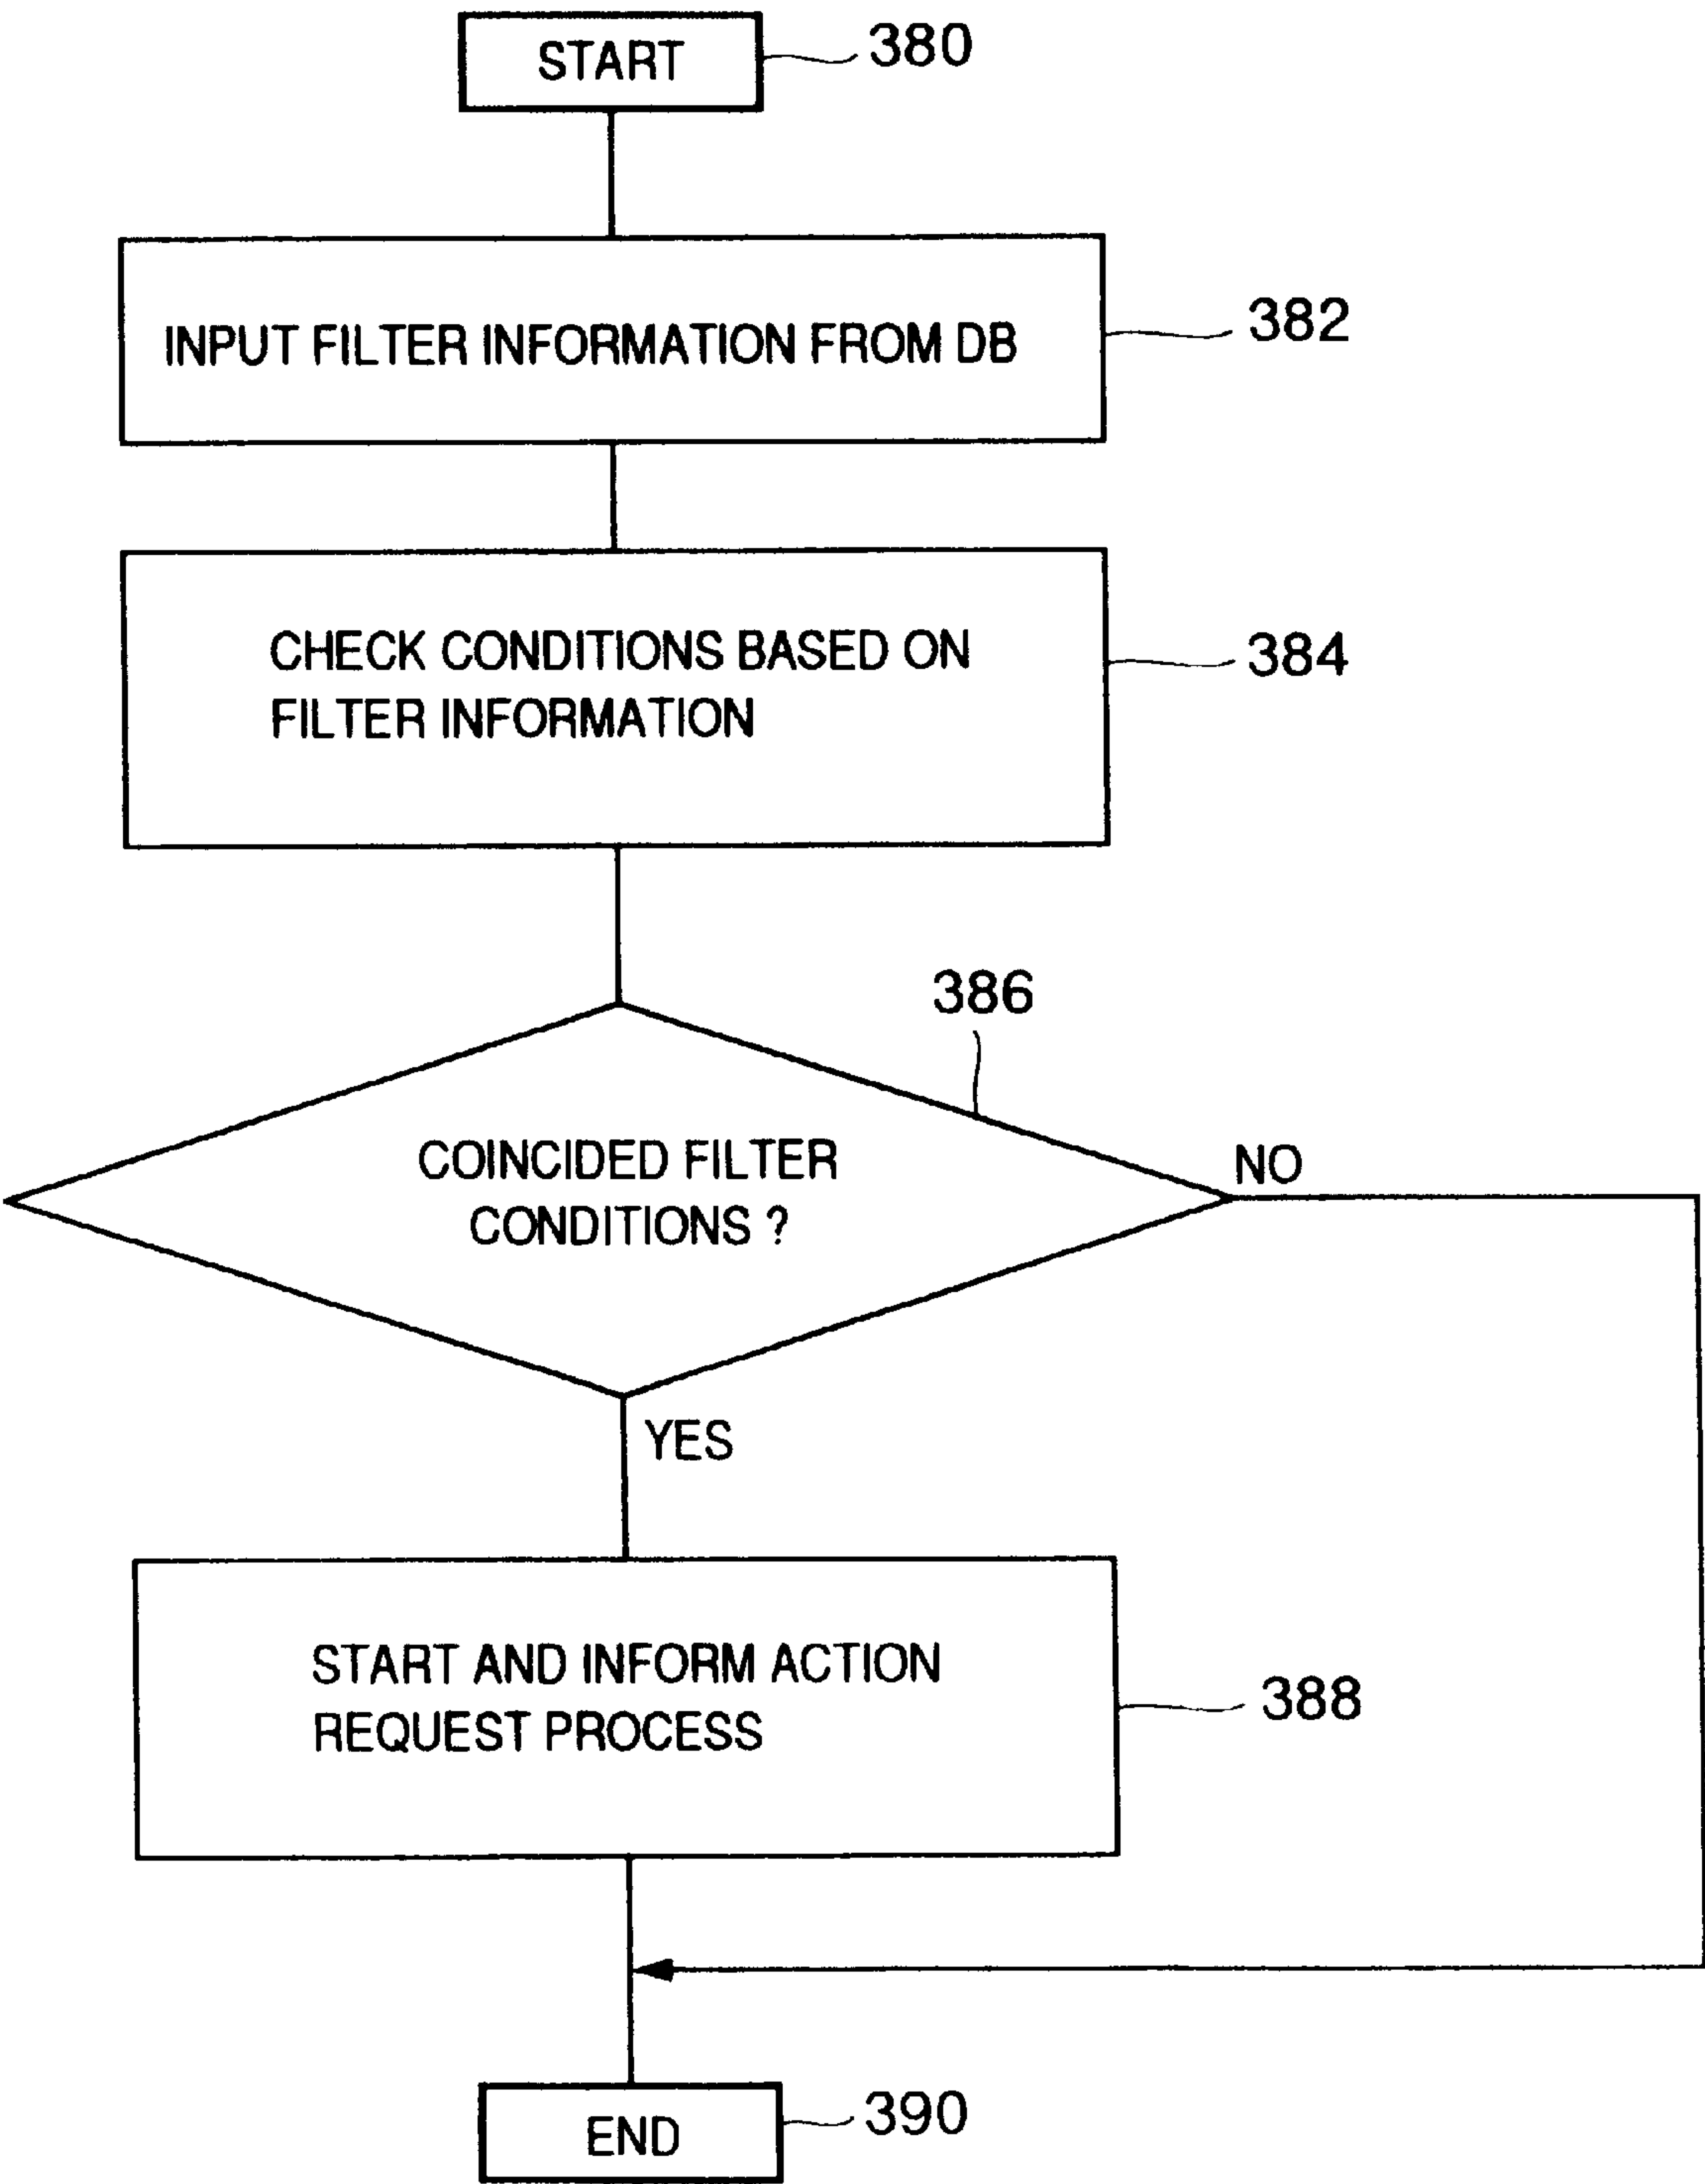 START
380
INPUT FILTER INFORMATION FROM DB
382
CHECK CONDITIONS BASED ON
FILTER INFORMATION
384
386
COINCIDED FILTER
CONDITIONS ?
NO
YES
START AND INFORM ACTION
REQUEST PROCESS
388
END
390